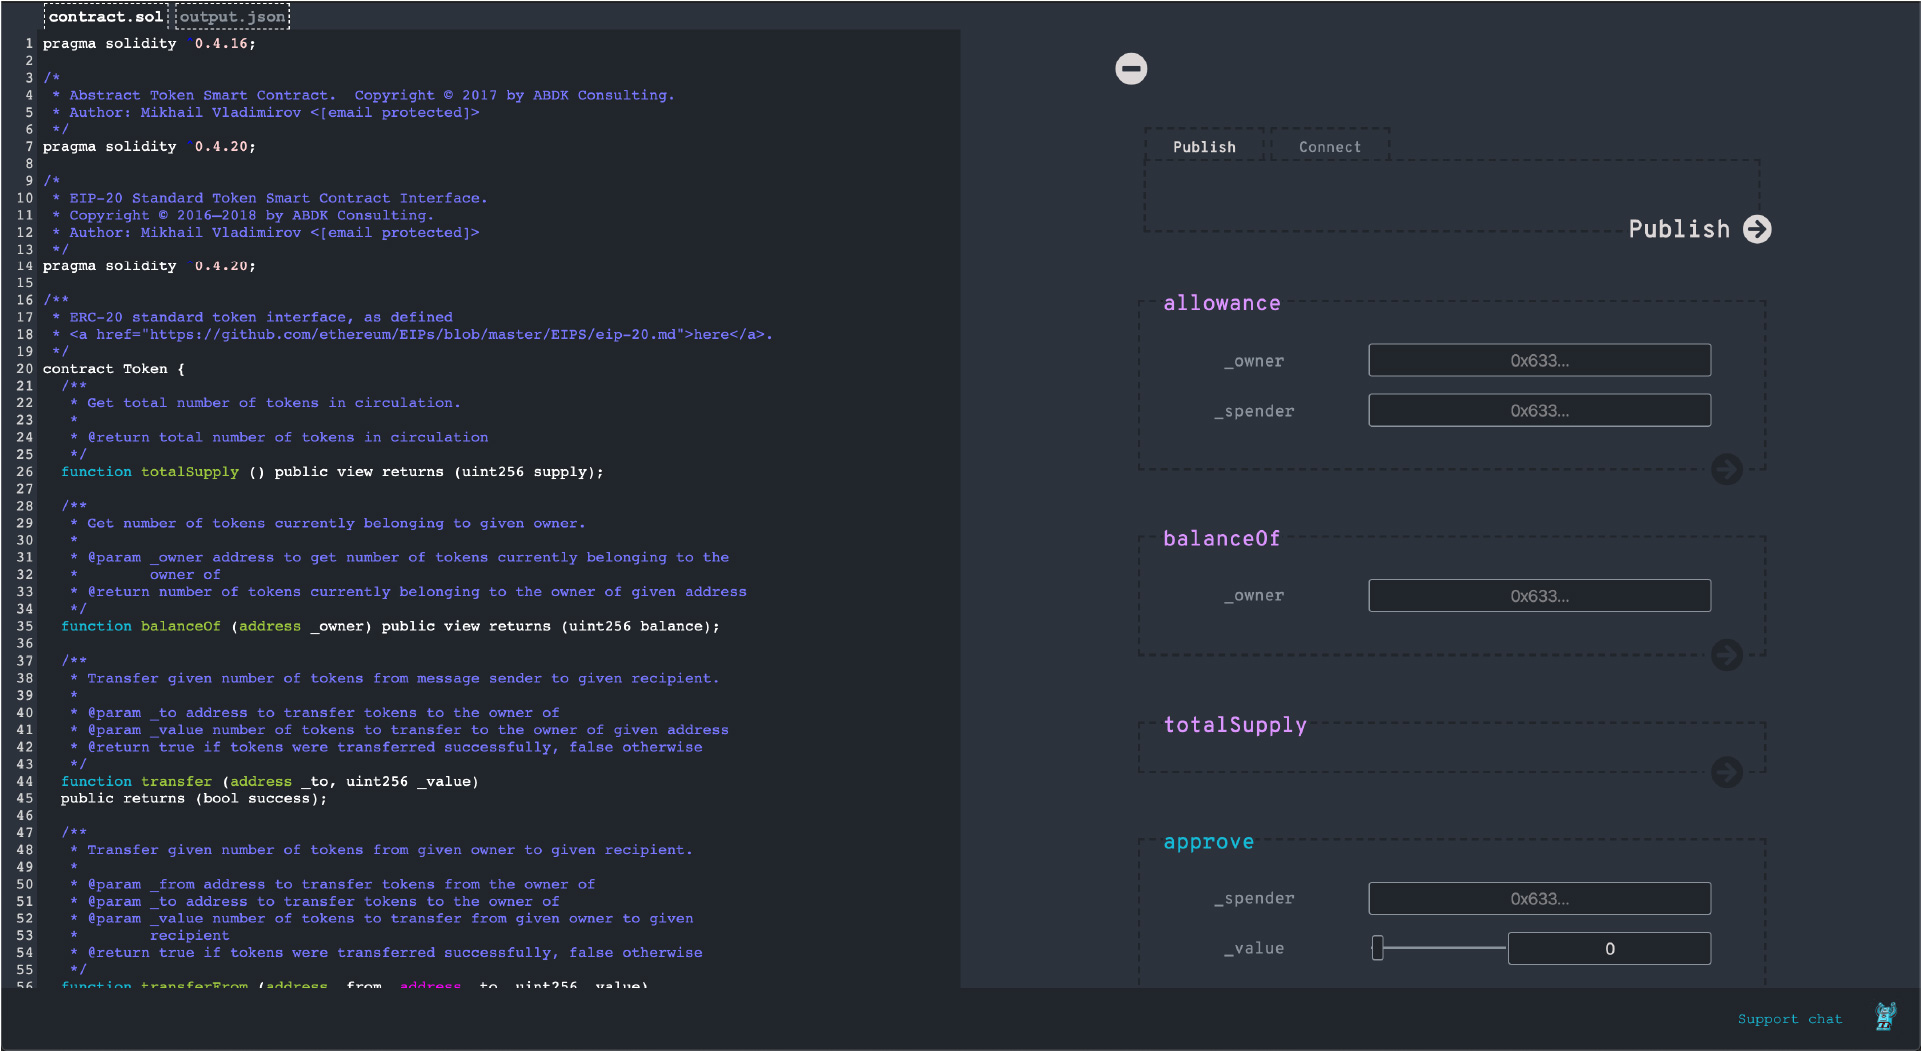 contract.sol output.json
1 pragma solidity ^0.4.16;
2
3 /*
4  * Abstract Token Smart Contract.  Copyright © 2017 by ABDK Consulting.
5  * Author: Mikhail Vladimirov <[email protected]>
6  */
7 pragma solidity ^0.4.20;
8
9 /*
10  * EIP-20 Standard Token Smart Contract Interface.
11  * Copyright © 2016–2018 by ABDK Consulting.
12  * Author: Mikhail Vladimirov <[email protected]>
13  */
14 pragma solidity ^0.4.20;
15
16 /**
17  * ERC-20 standard token interface, as defined
18  * <a href="https://github.com/ethereum/EIPs/blob/master/EIPS/eip-20.md">here</a>.
19  */
20 contract Token {
21   /**
22    * Get total number of tokens in circulation.
23    *
24    * @return total number of tokens in circulation
25    */
26   function totalSupply () public view returns (uint256 supply);
27
28   /**
29    * Get number of tokens currently belonging to given owner.
30    *
31    * @param _owner address to get number of tokens currently belonging to the
32    *        owner of
33    * @return number of tokens currently belonging to the owner of given address
34    */
35   function balanceOf (address _owner) public view returns (uint256 balance);
36
37   /**
38    * Transfer given number of tokens from message sender to given recipient.
39    *
40    * @param _to address to transfer tokens to the owner of
41    * @param _value number of tokens to transfer to the owner of given address
42    * @return true if tokens were transferred successfully, false otherwise
43    */
44   function transfer (address _to, uint256 _value)
45   public returns (bool success);
46
47   /**
48    * Transfer given number of tokens from given owner to given recipient.
49    *
50    * @param _from address to transfer tokens from the owner of
51    * @param _to address to transfer tokens to the owner of
52    * @param _value number of tokens to transfer from given owner to given
53    *        recipient
54    * @return true if tokens were transferred successfully, false otherwise
55    */
56   function transferFrom (address _from, address _to, uint256 _value)
Publish Connect
Publish
allowance
_owner 0x633...
_spender 0x633...
balanceOf
_owner 0x633...
totalSupply
approve
_spender 0x633...
_value 0
Support chat